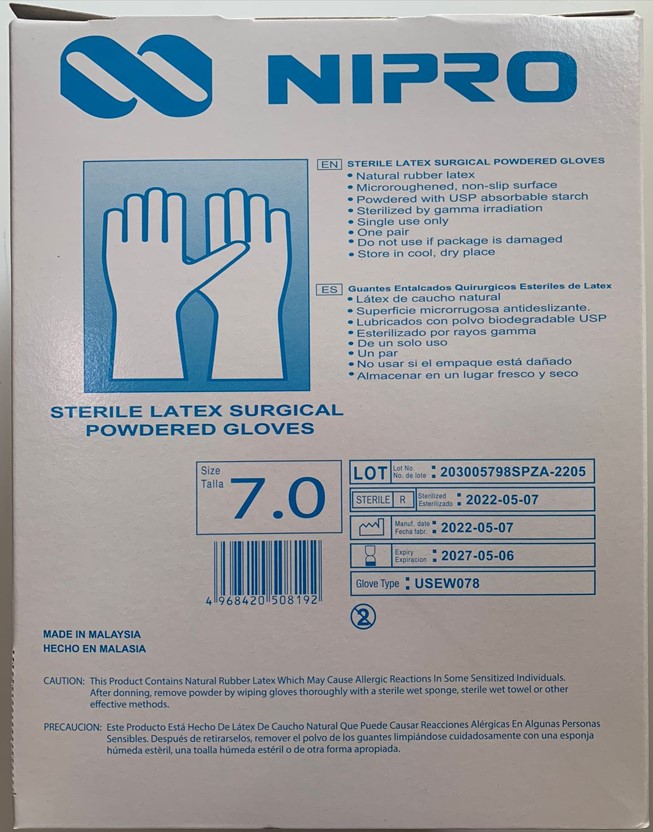 NIPRO
EN STERILE LATEX SURGICAL POWDERED GLOVES
• Natural rubber latex
• Microroughened, non-slip surface
• Powdered with USP absorbable starch
• Sterilized by gamma irradiation
• Single use only
• One pair
• Do not use if package is damaged
• Store in cool, dry place
ES Guantes Entalcados Quirurgicos Esteriles de Latex
• Látex de caucho natural
• Superficie microrrugosa antideslizante.
• Lubricados con polvo biodegradable USP
• Esterilizado por rayos gamma
• De un solo uso
• Un par
• No usar si el empaque está dañado
• Almacenar en un lugar fresco y seco
STERILE LATEX SURGICAL
POWDERED GLOVES
Size
Talla
7.0
LOT Lot No. No. de lote : 203005798SPZA-2205
STERILE R Sterilized Esterilizado : 2022-05-07
Manuf. date Fecha fabr. : 2022-05-07
Expiry Expiracion : 2027-05-06
Glove Type : USEW078
4 968420 508192
2
MADE IN MALAYSIA
HECHO EN MALASIA
CAUTION: This Product Contains Natural Rubber Latex Which May Cause Allergic Reactions In Some Sensitized Individuals.
After donning, remove powder by wiping gloves thoroughly with a sterile wet sponge, sterile wet towel or other
effective methods.
PRECAUCION: Este Producto Está Hecho De Látex De Caucho Natural Que Puede Causar Reacciones Alérgicas En Algunas Personas
Sensibles. Después de retirarselos, remover el polvo de los guantes limpiándose cuidadosamente con una esponja
húmeda estèril, una toalla húmeda estéril o de otra forma apropiada.